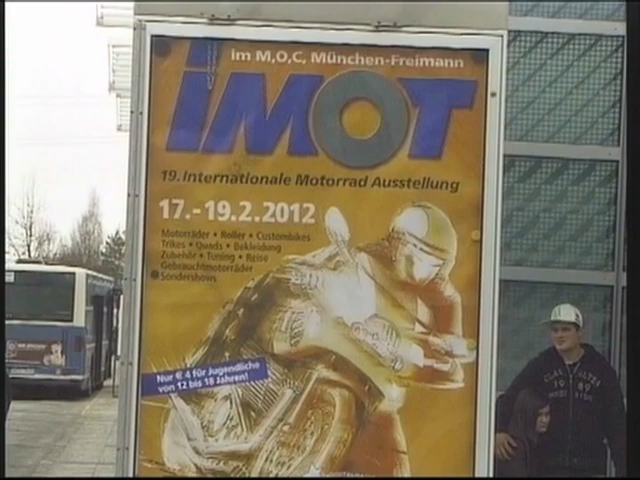 im M,O,C, München-Freimann
iMOT
19. Internationale Motorrad Ausstellung
17.-19.2.2012
Motorräder • Roller • Custombikes
Trikes • Quads • Bekleidung
Zubehör • Tuning • Reise
Gebrauchtmotorräder
Sondershows
Nur € 4 für Jugendliche
von 12 bis 18 Jahren!